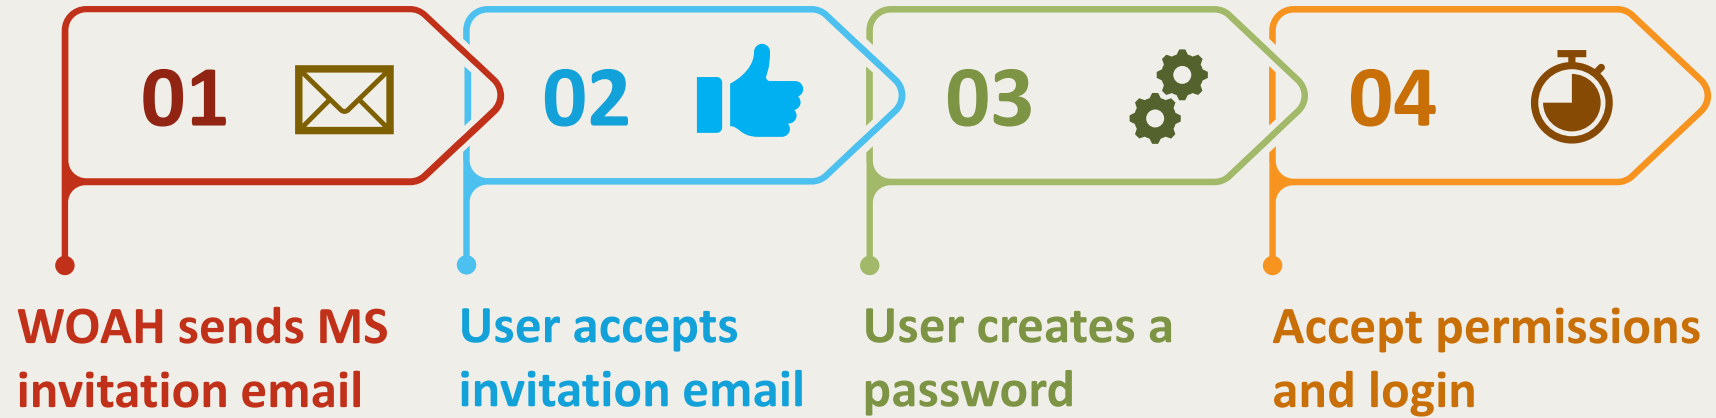 01
02
03
04
WOAH sends MS
invitation email
User accepts
invitation email
User creates a
password
Accept permissions
and login